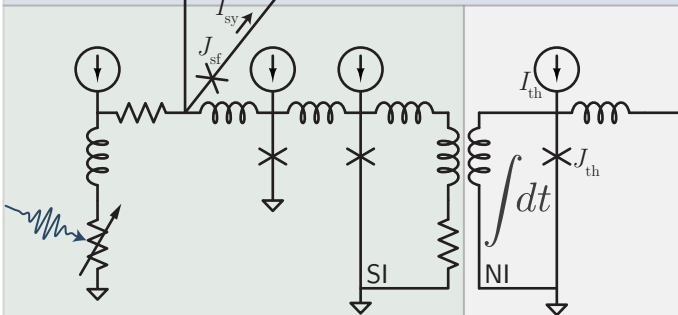 I_sy
J_sf
I_th
J_th
∫dt
SI
NI